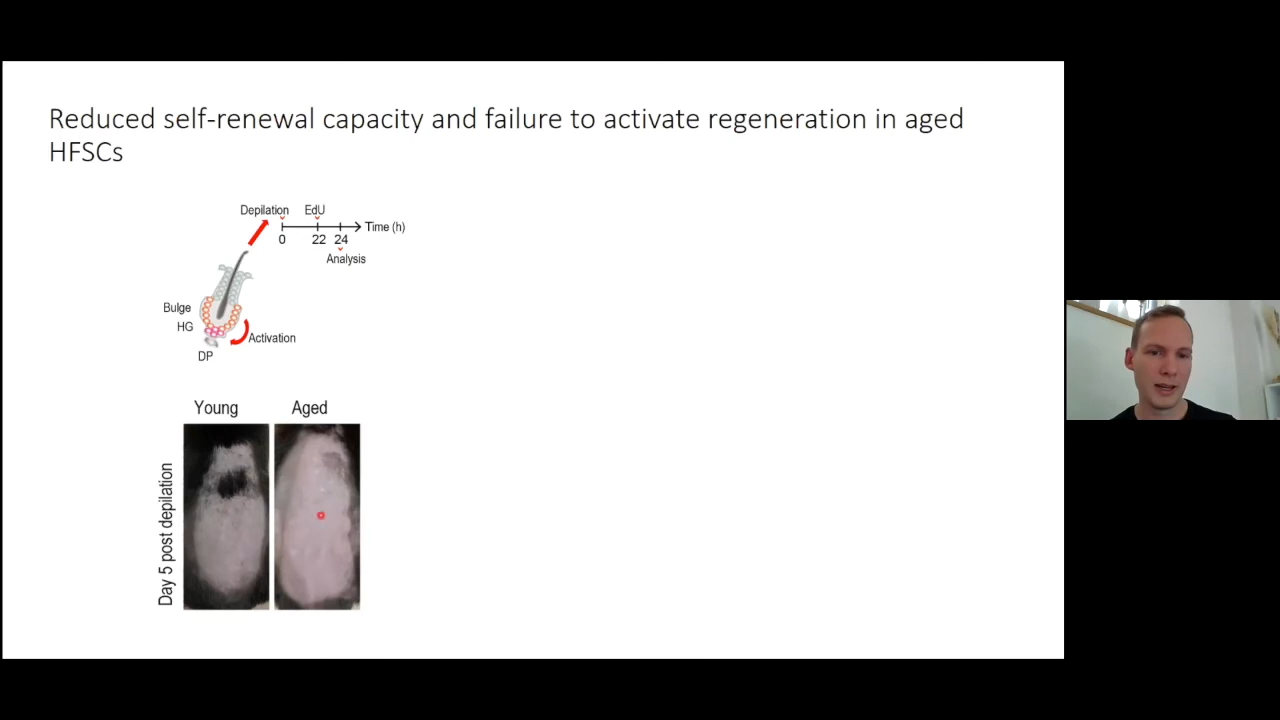 Reduced self-renewal capacity and failure to activate regeneration in aged
HFSCs
Depilation
EdU
Time (h)
0
22
24
Analysis
Bulge
HG
Activation
DP
Young
Aged
Day 5 post depilation